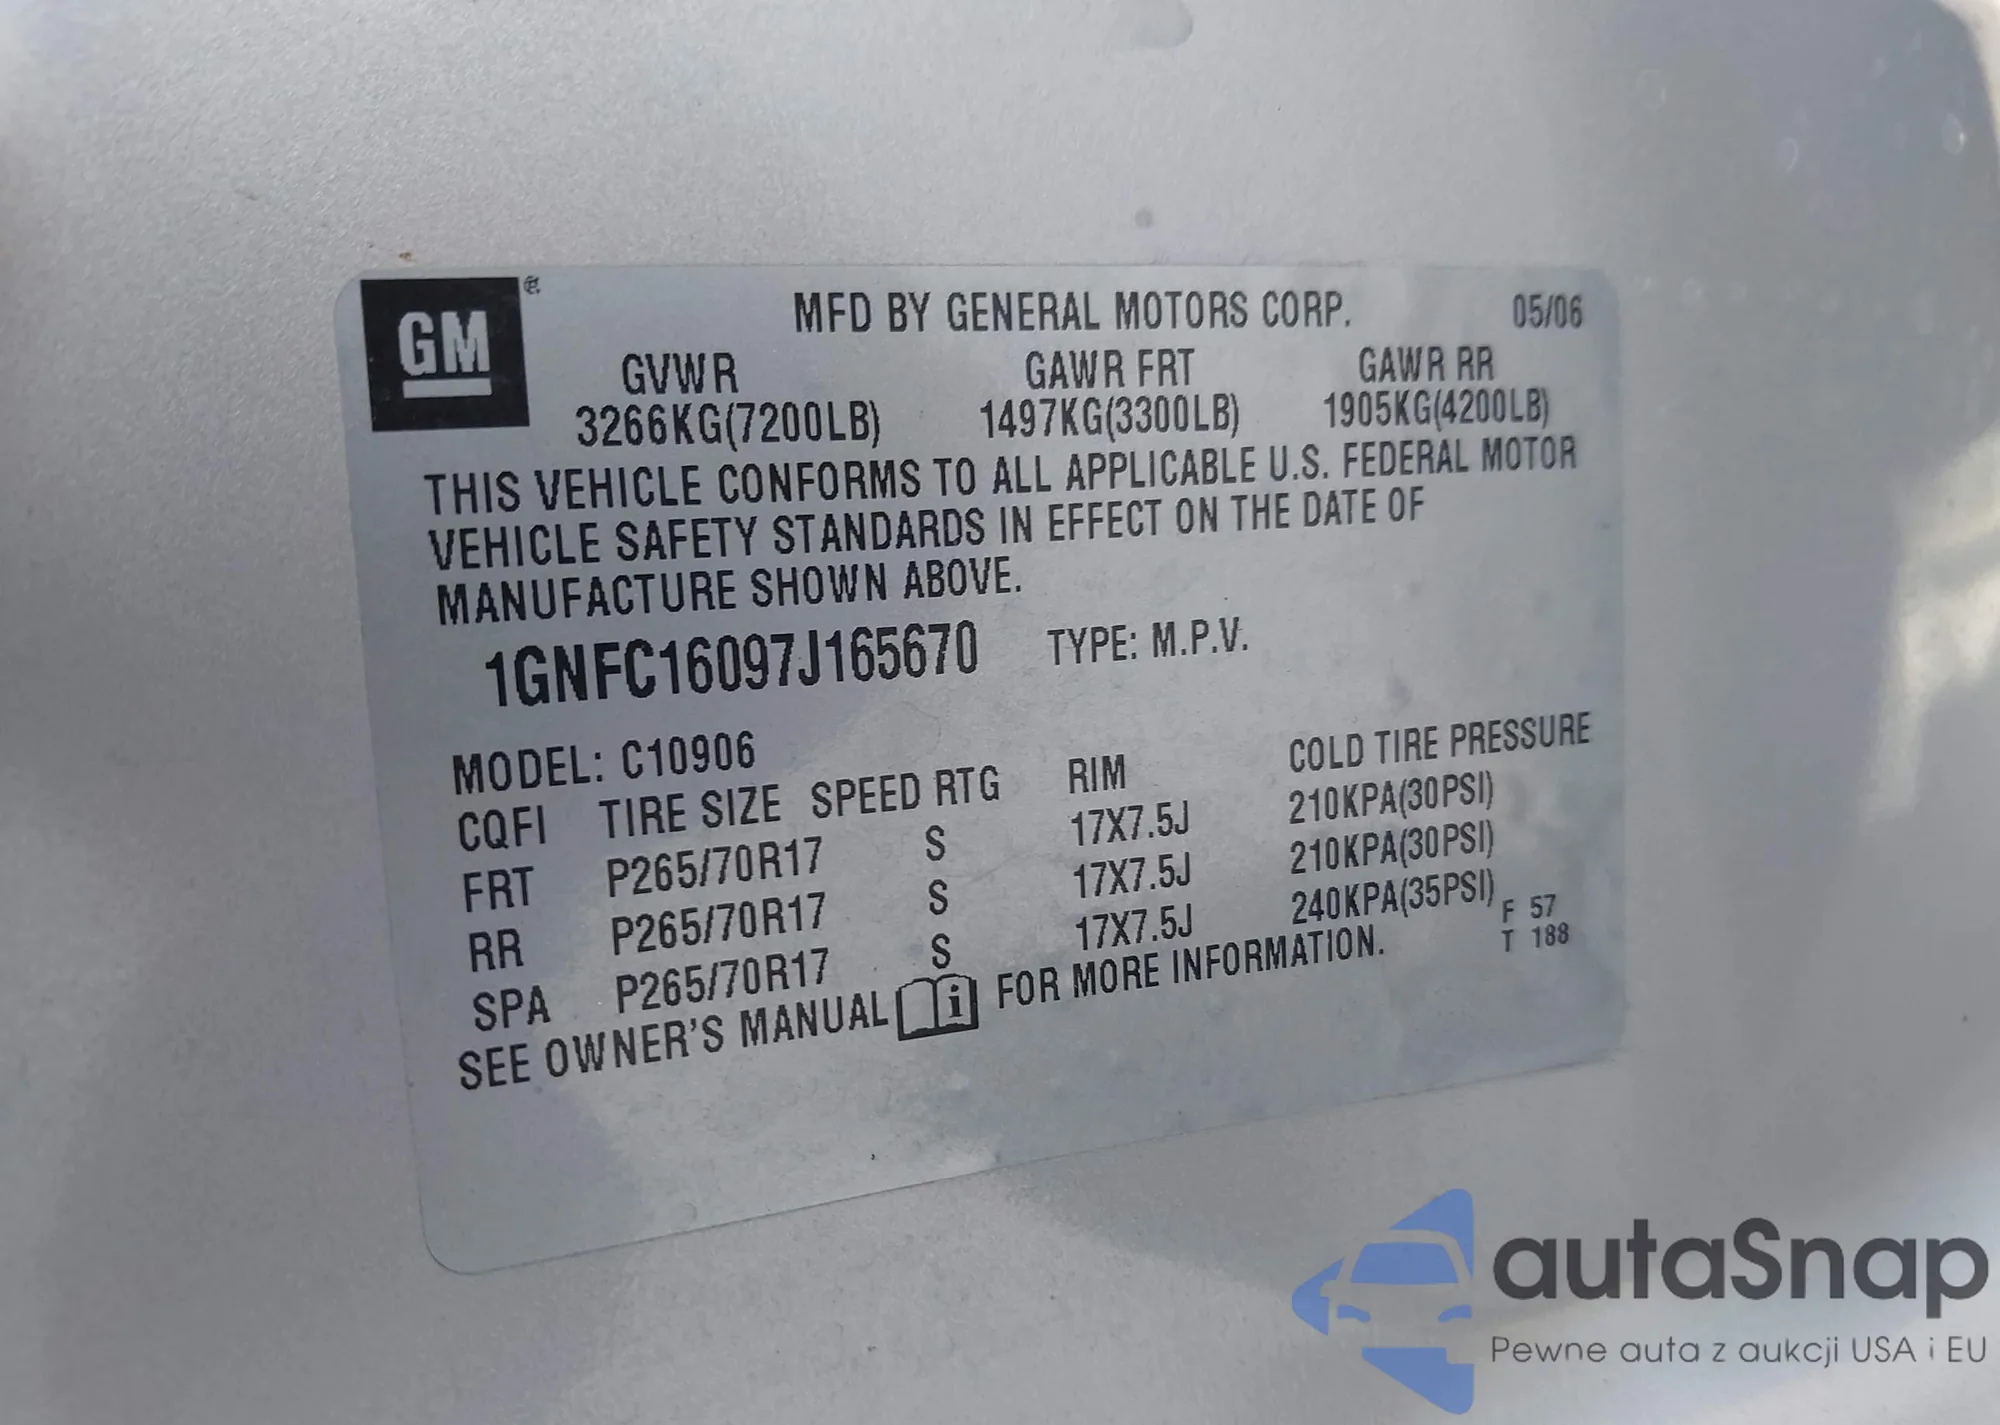 GM
MFD BY GENERAL MOTORS CORP. 05/06
GVWR GAWR FRT GAWR RR
3266KG(7200LB) 1497KG(3300LB) 1905KG(4200LB)
THIS VEHICLE CONFORMS TO ALL APPLICABLE U.S. FEDERAL MOTOR
VEHICLE SAFETY STANDARDS IN EFFECT ON THE DATE OF
MANUFACTURE SHOWN ABOVE.
1GNFC16097J165670 TYPE: M.P.V.
MODEL: C10906
CQFI TIRE SIZE SPEED RTG RIM COLD TIRE PRESSURE
FRT P265/70R17 S 17X7.5J 210KPA(30PSI)
RR P265/70R17 S 17X7.5J 210KPA(30PSI)
SPA P265/70R17 S 17X7.5J 240KPA(35PSI)
F 57
T 188
SEE OWNER'S MANUAL i FOR MORE INFORMATION.
autaSnap
Pewne auta z aukcji USA i EU